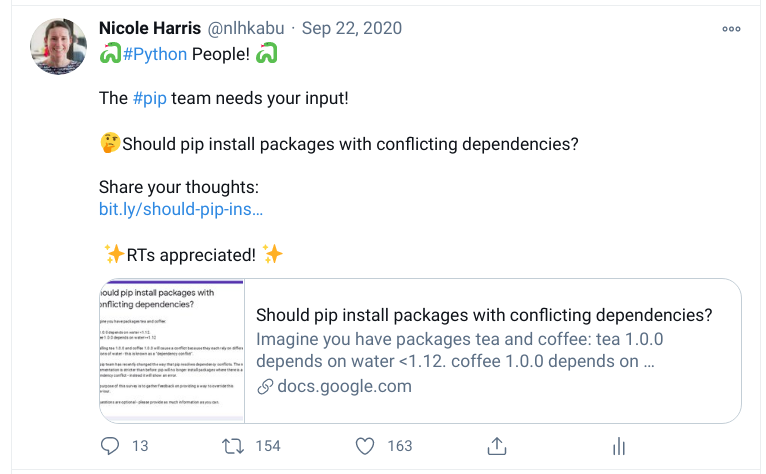 Nicole Harris @nlhkabu · Sep 22, 2020
#Python People!
The #pip team needs your input!
Should pip install packages with conflicting dependencies?
Share your thoughts:
bit.ly/should-pip-ins…
RTs appreciated!
ould pip install packages with
nflicting dependencies?
Should pip install packages with conflicting dependencies?
Imagine you have packages tea and coffee: tea 1.0.0
depends on water <1.12. coffee 1.0.0 depends on ...
docs.google.com
13 154 163